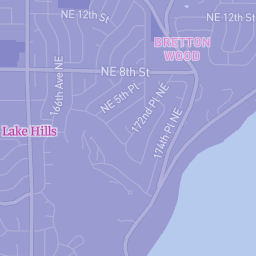 NE 12th St
NE 12th St
BRETTON
WOOD
NE 8th St
166th Ave NE
NE 5th Pl
172nd Pl NE
174th Pl NE
Lake Hills